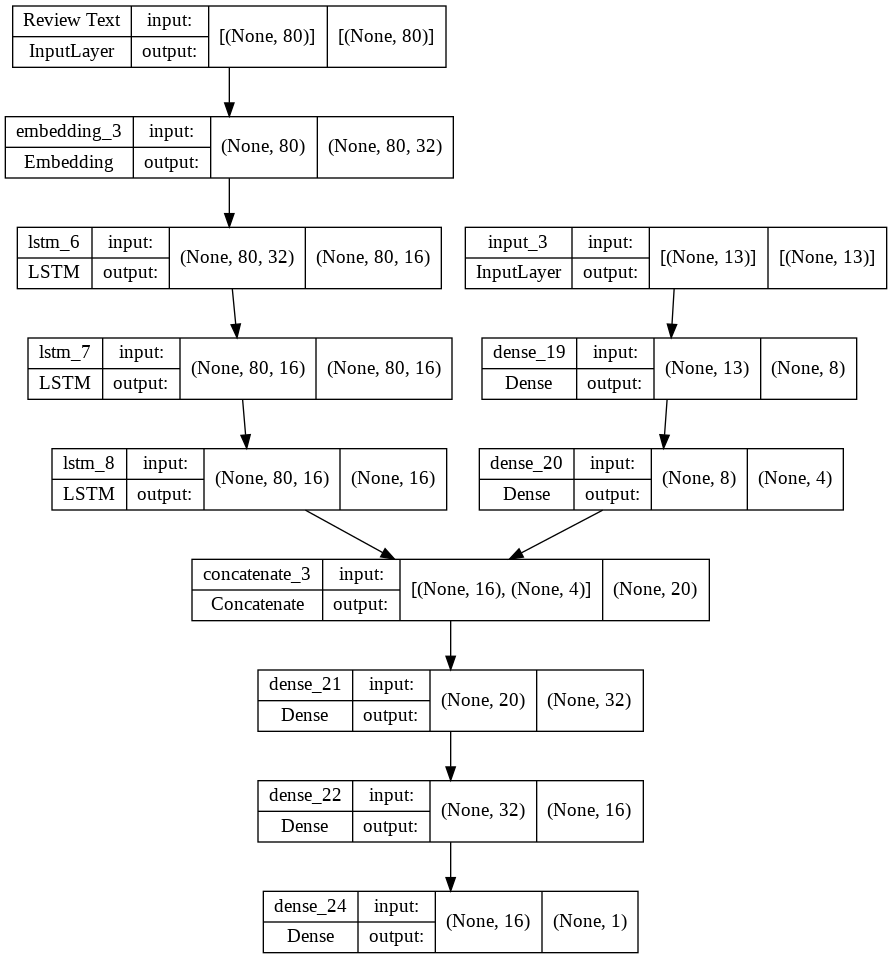 Review Text input: [(None, 80)] [(None, 80)]
InputLayer output:
embedding_3 input: (None, 80) (None, 80, 32)
Embedding output:
lstm_6 input: (None, 80, 32) (None, 80, 16)
LSTM output:
input_3 input: [(None, 13)] [(None, 13)]
InputLayer output:
lstm_7 input: (None, 80, 16) (None, 80, 16)
LSTM output:
dense_19 input: (None, 13) (None, 8)
Dense output:
lstm_8 input: (None, 80, 16) (None, 16)
LSTM output:
dense_20 input: (None, 8) (None, 4)
Dense output:
concatenate_3 input: [(None, 16), (None, 4)] (None, 20)
Concatenate output:
dense_21 input: (None, 20) (None, 32)
Dense output:
dense_22 input: (None, 32) (None, 16)
Dense output:
dense_24 input: (None, 16) (None, 1)
Dense output: